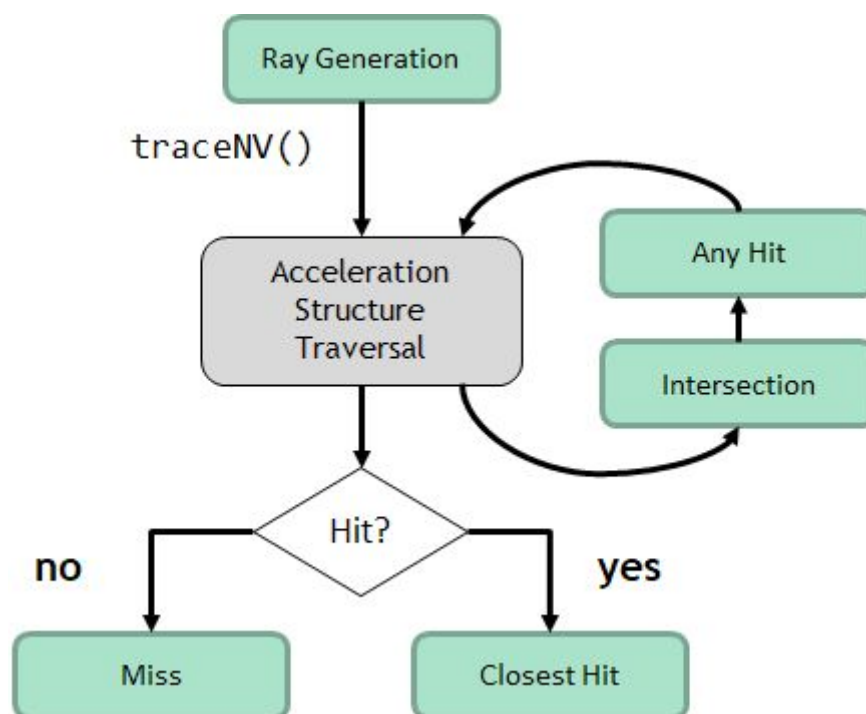 Ray Generation
traceNV()
Acceleration
Structure
Traversal
Any Hit
Intersection
Hit?
no
yes
Miss
Closest Hit